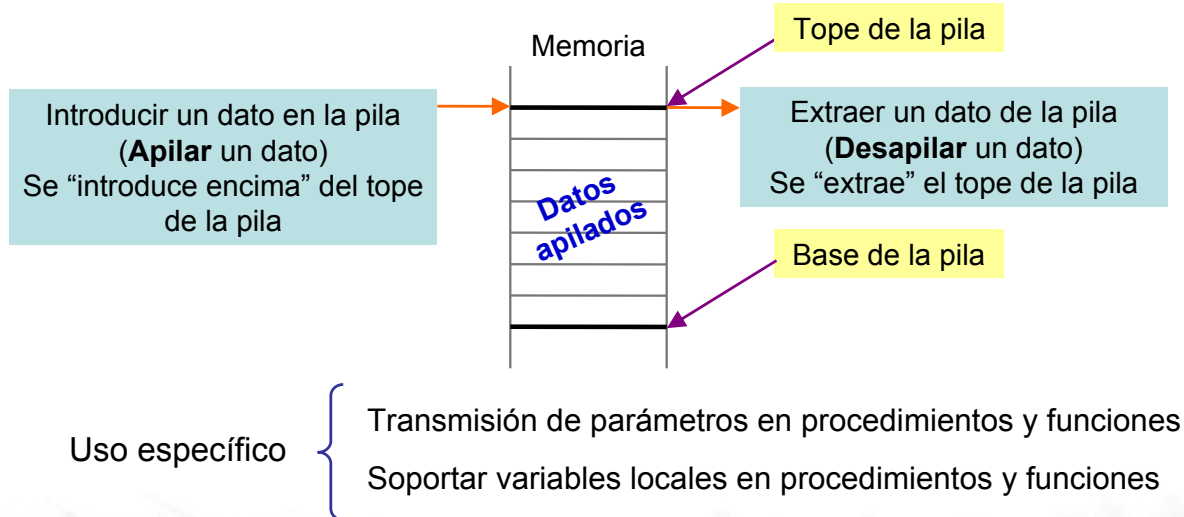 Memoria
Tope de la pila
Introducir un dato en la pila
(Apilar un dato)
Se “introduce encima” del tope
de la pila
Extraer un dato de la pila
(Desapilar un dato)
Se “extrae” el tope de la pila
Datos
apilados
Base de la pila
Uso específico
Transmisión de parámetros en procedimientos y funciones
Soportar variables locales en procedimientos y funciones